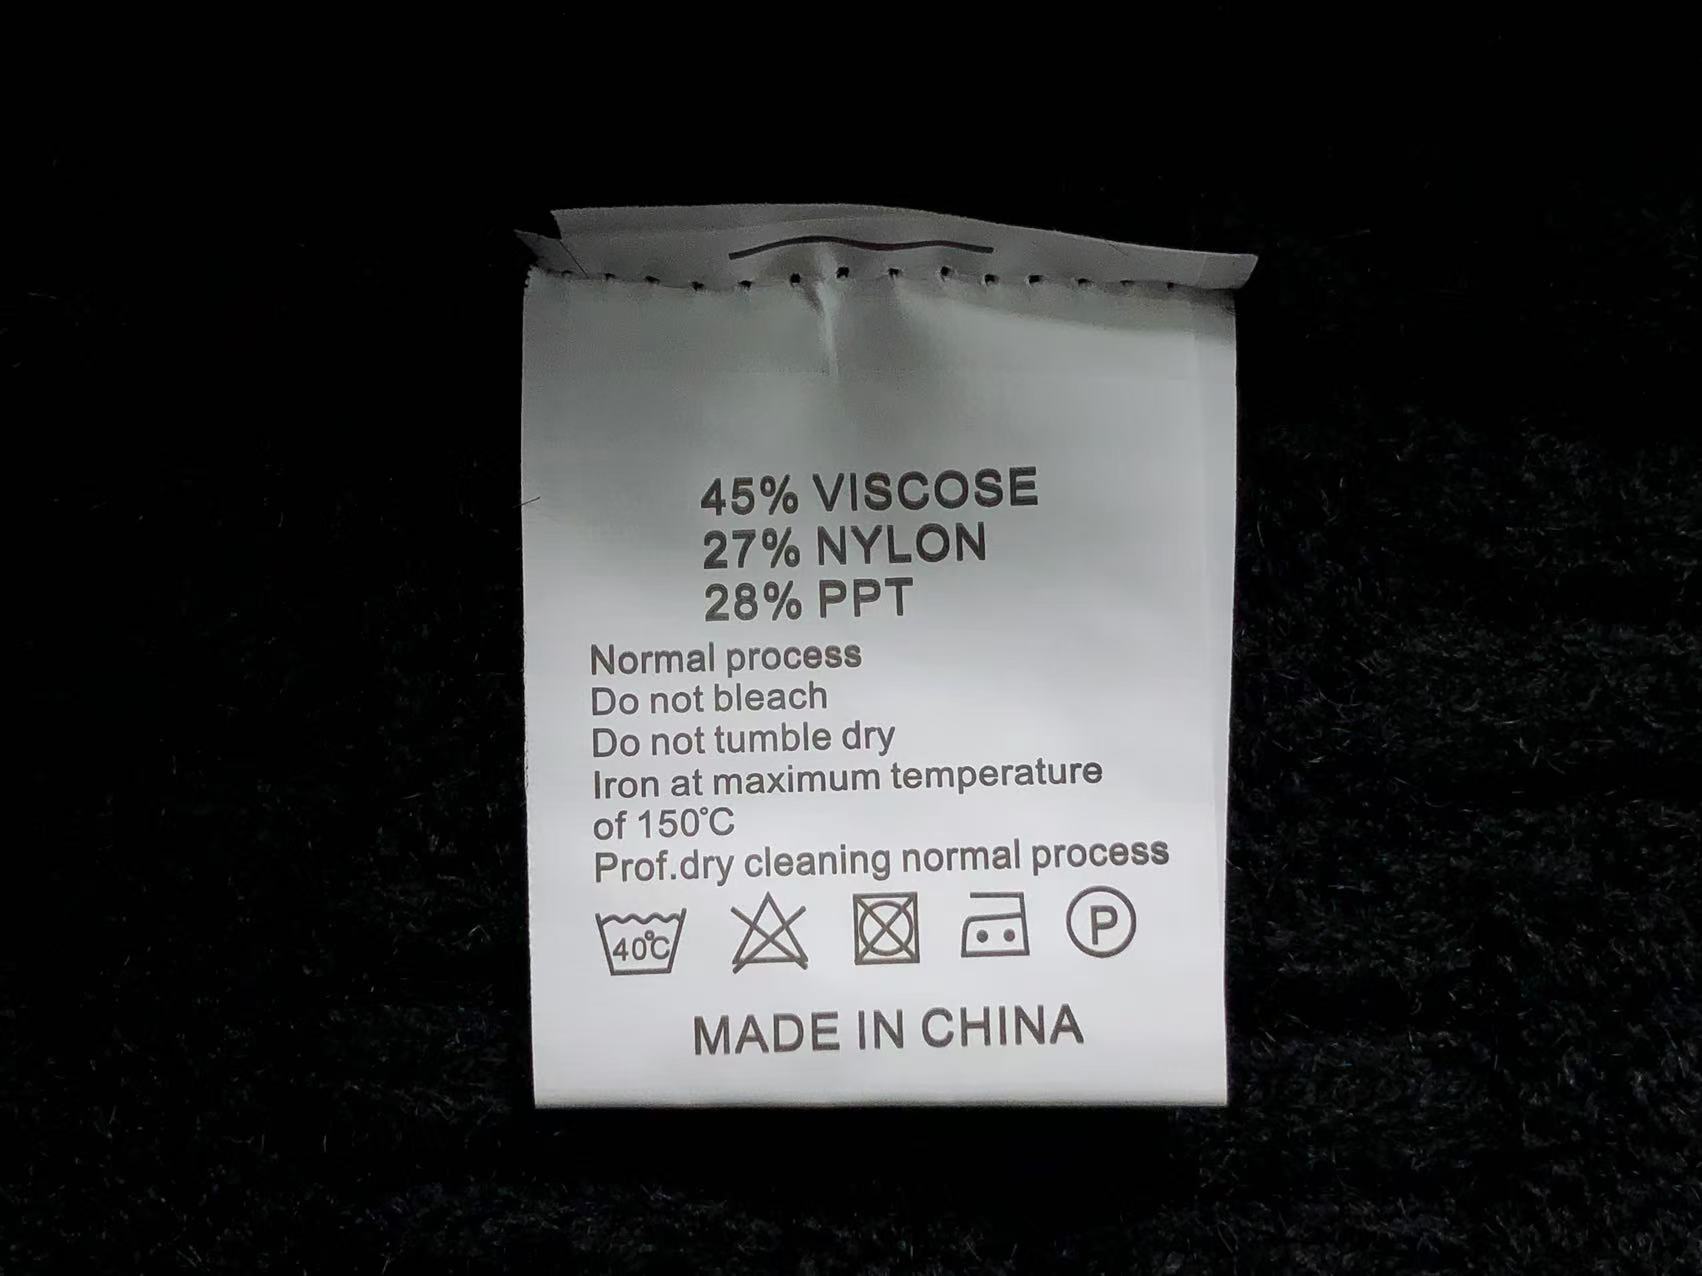 45% VISCOSE
27% NYLON
28% PPT
Normal process
Do not bleach
Do not tumble dry
Iron at maximum temperature
of 150℃
Prof.dry cleaning normal process
40℃ P
MADE IN CHINA